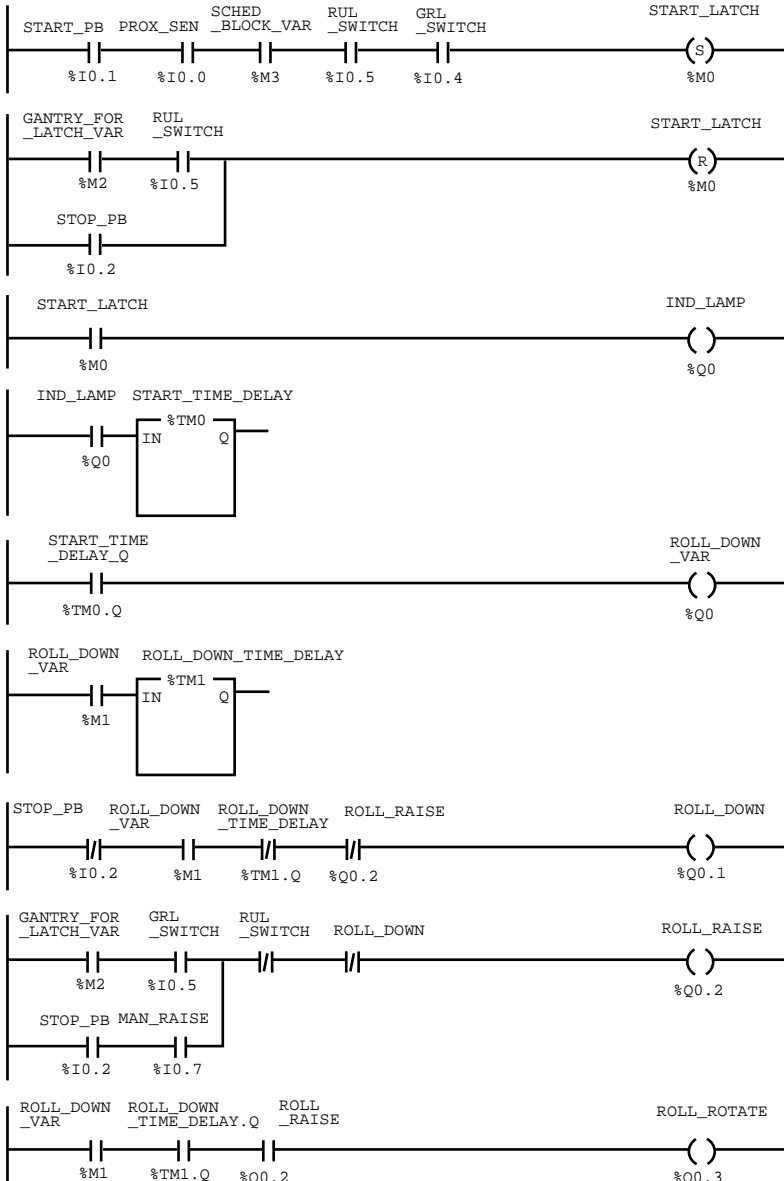 START_PB PROX_SEN SCHED _BLOCK_VAR RUL _SWITCH GRL _SWITCH START_LATCH
S
%I0.1 %I0.0 %M3 %I0.5 %I0.4 %M0
GANTRY_FOR _LATCH_VAR RUL _SWITCH START_LATCH
R
%M2 %I0.5 %M0
STOP_PB
%I0.2
START_LATCH IND_LAMP
%M0 %Q0
IND_LAMP START_TIME_DELAY
%TM0
IN Q
%Q0
START_TIME _DELAY_Q ROLL_DOWN _VAR
%TM0.Q %Q0
ROLL_DOWN _VAR ROLL_DOWN_TIME_DELAY
%TM1
IN Q
%M1
STOP_PB ROLL_DOWN _VAR ROLL_DOWN _TIME_DELAY ROLL_RAISE ROLL_DOWN
%I0.2 %M1 %TM1.Q %Q0.2 %Q0.1
GANTRY_FOR _LATCH_VAR GRL _SWITCH RUL _SWITCH ROLL_DOWN ROLL_RAISE
%M2 %I0.5 %Q0.2
STOP_PB MAN_RAISE
%I0.2 %I0.7
ROLL_DOWN _VAR ROLL_DOWN _TIME_DELAY.Q ROLL _RAISE ROLL_ROTATE
%M1 %TM1.Q %Q0.2 %Q0.3